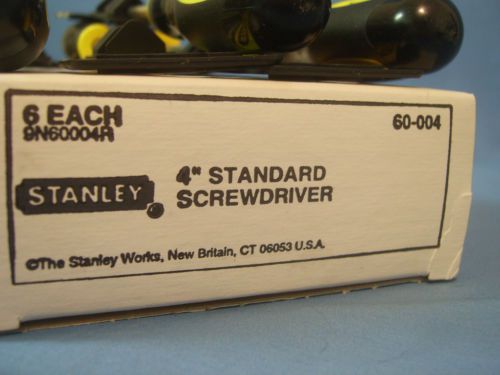 6 EACH
9N60004R
60-004
STANLEY
4" STANDARD
SCREWDRIVER
©The Stanley Works, New Britain, CT 06053 U.S.A.